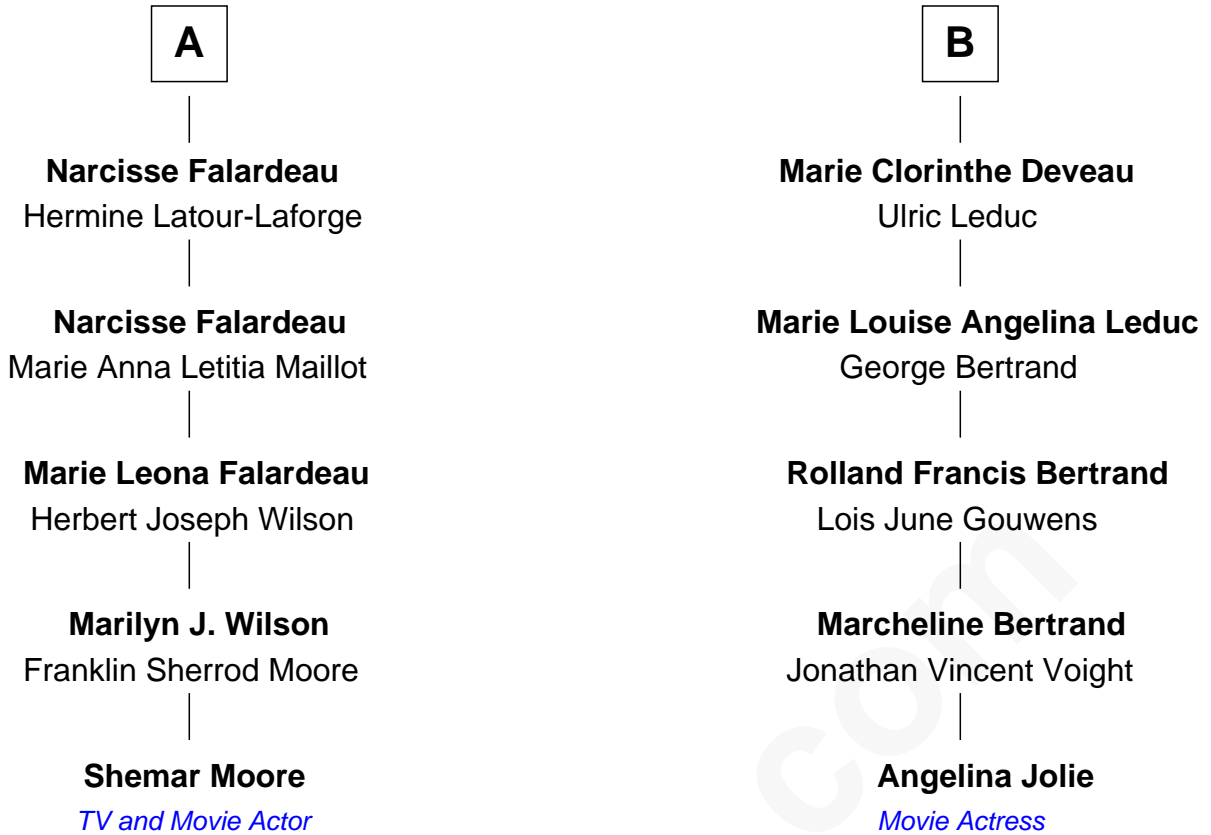 A
B
Narcisse Falardeau
Hermine Latour-Laforge
Marie Clorinthe Deveau
Ulric Leduc
Narcisse Falardeau
Marie Anna Letitia Maillot
Marie Louise Angelina Leduc
George Bertrand
Marie Leona Falardeau
Herbert Joseph Wilson
Rolland Francis Bertrand
Lois June Gouwens
Marilyn J. Wilson
Franklin Sherrod Moore
Marcheline Bertrand
Jonathan Vincent Voight
Shemar Moore
TV and Movie Actor
Angelina Jolie
Movie Actress
com